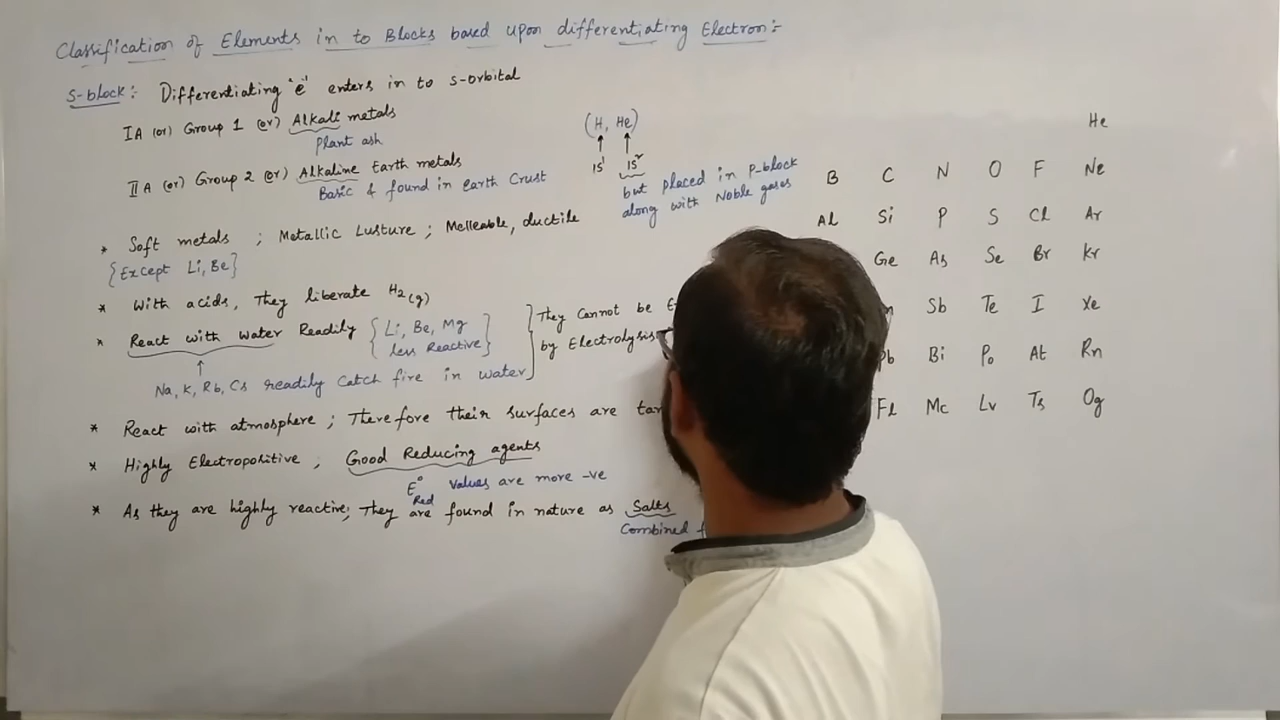 Classification of Elements in to Blocks based upon differentiating Electron:-
S-block: Differentiating 'e⁻' enters in to s-orbital
IA (or) Group 1 (or) Alkali metals
Plant ash
II A (or) Group 2 (or) Alkaline Earth metals
Basic & found in earth Crust
(H, He)
1s¹ 1s²
but placed in p-block
along with Noble gases
* Soft metals ; Metallic Lusture ; Melleable, ductile
{Except Li, Be}
* With acids, They liberate H₂(g)
* React with Water Readily {Li, Be, Mg
less Reactive}
Na, K, Rb, Cs readily Catch fire in water
They Cannot be
by Electrolysis
* React with atmosphere ; Therefore their surfaces are
* Highly Electropositive ; Good Reducing agents
E°Red Values are more -ve
* As they are highly reactive; They are found in nature as Salts
Combined
He
B C N O F Ne
Al Si P S Cl Ar
Ge As Se Br Kr
Sb Te I Xe
Pb Bi Po At Rn
Fl Mc Lv Ts Og